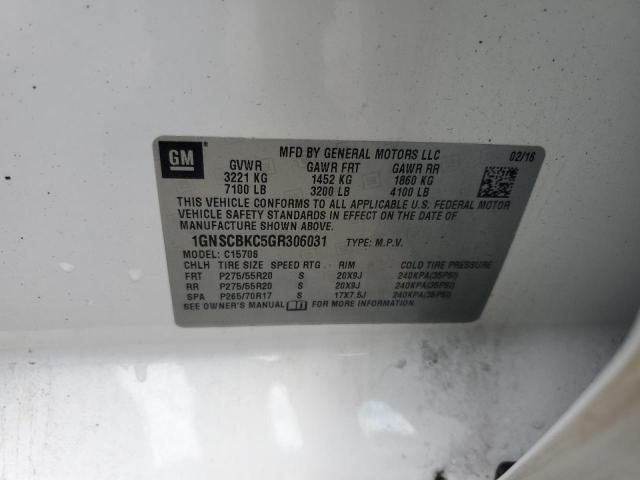 GM
MFD BY GENERAL MOTORS LLC 02/16
GVWR GAWR FRT GAWR RR
3221 KG 1452 KG 1860 KG
7100 LB 3200 LB 4100 LB
THIS VEHICLE CONFORMS TO ALL APPLICABLE U.S. FEDERAL MOTOR
VEHICLE SAFETY STANDARDS IN EFFECT ON THE DATE OF
MANUFACTURE SHOWN ABOVE.
1GNSCBKC5GR306031 TYPE: M.P.V.
MODEL: C15706
CHLH TIRE SIZE SPEED RTG RIM COLD TIRE PRESSURE
FRT P275/55R20 S 20X9J 240KPA(35PSI)
RR P275/55R20 S 20X9J 240KPA(35PSI)
SPA P265/70R17 S 17X7.5J 240KPA(35PSI)
SEE OWNER'S MANUAL FOR MORE INFORMATION.